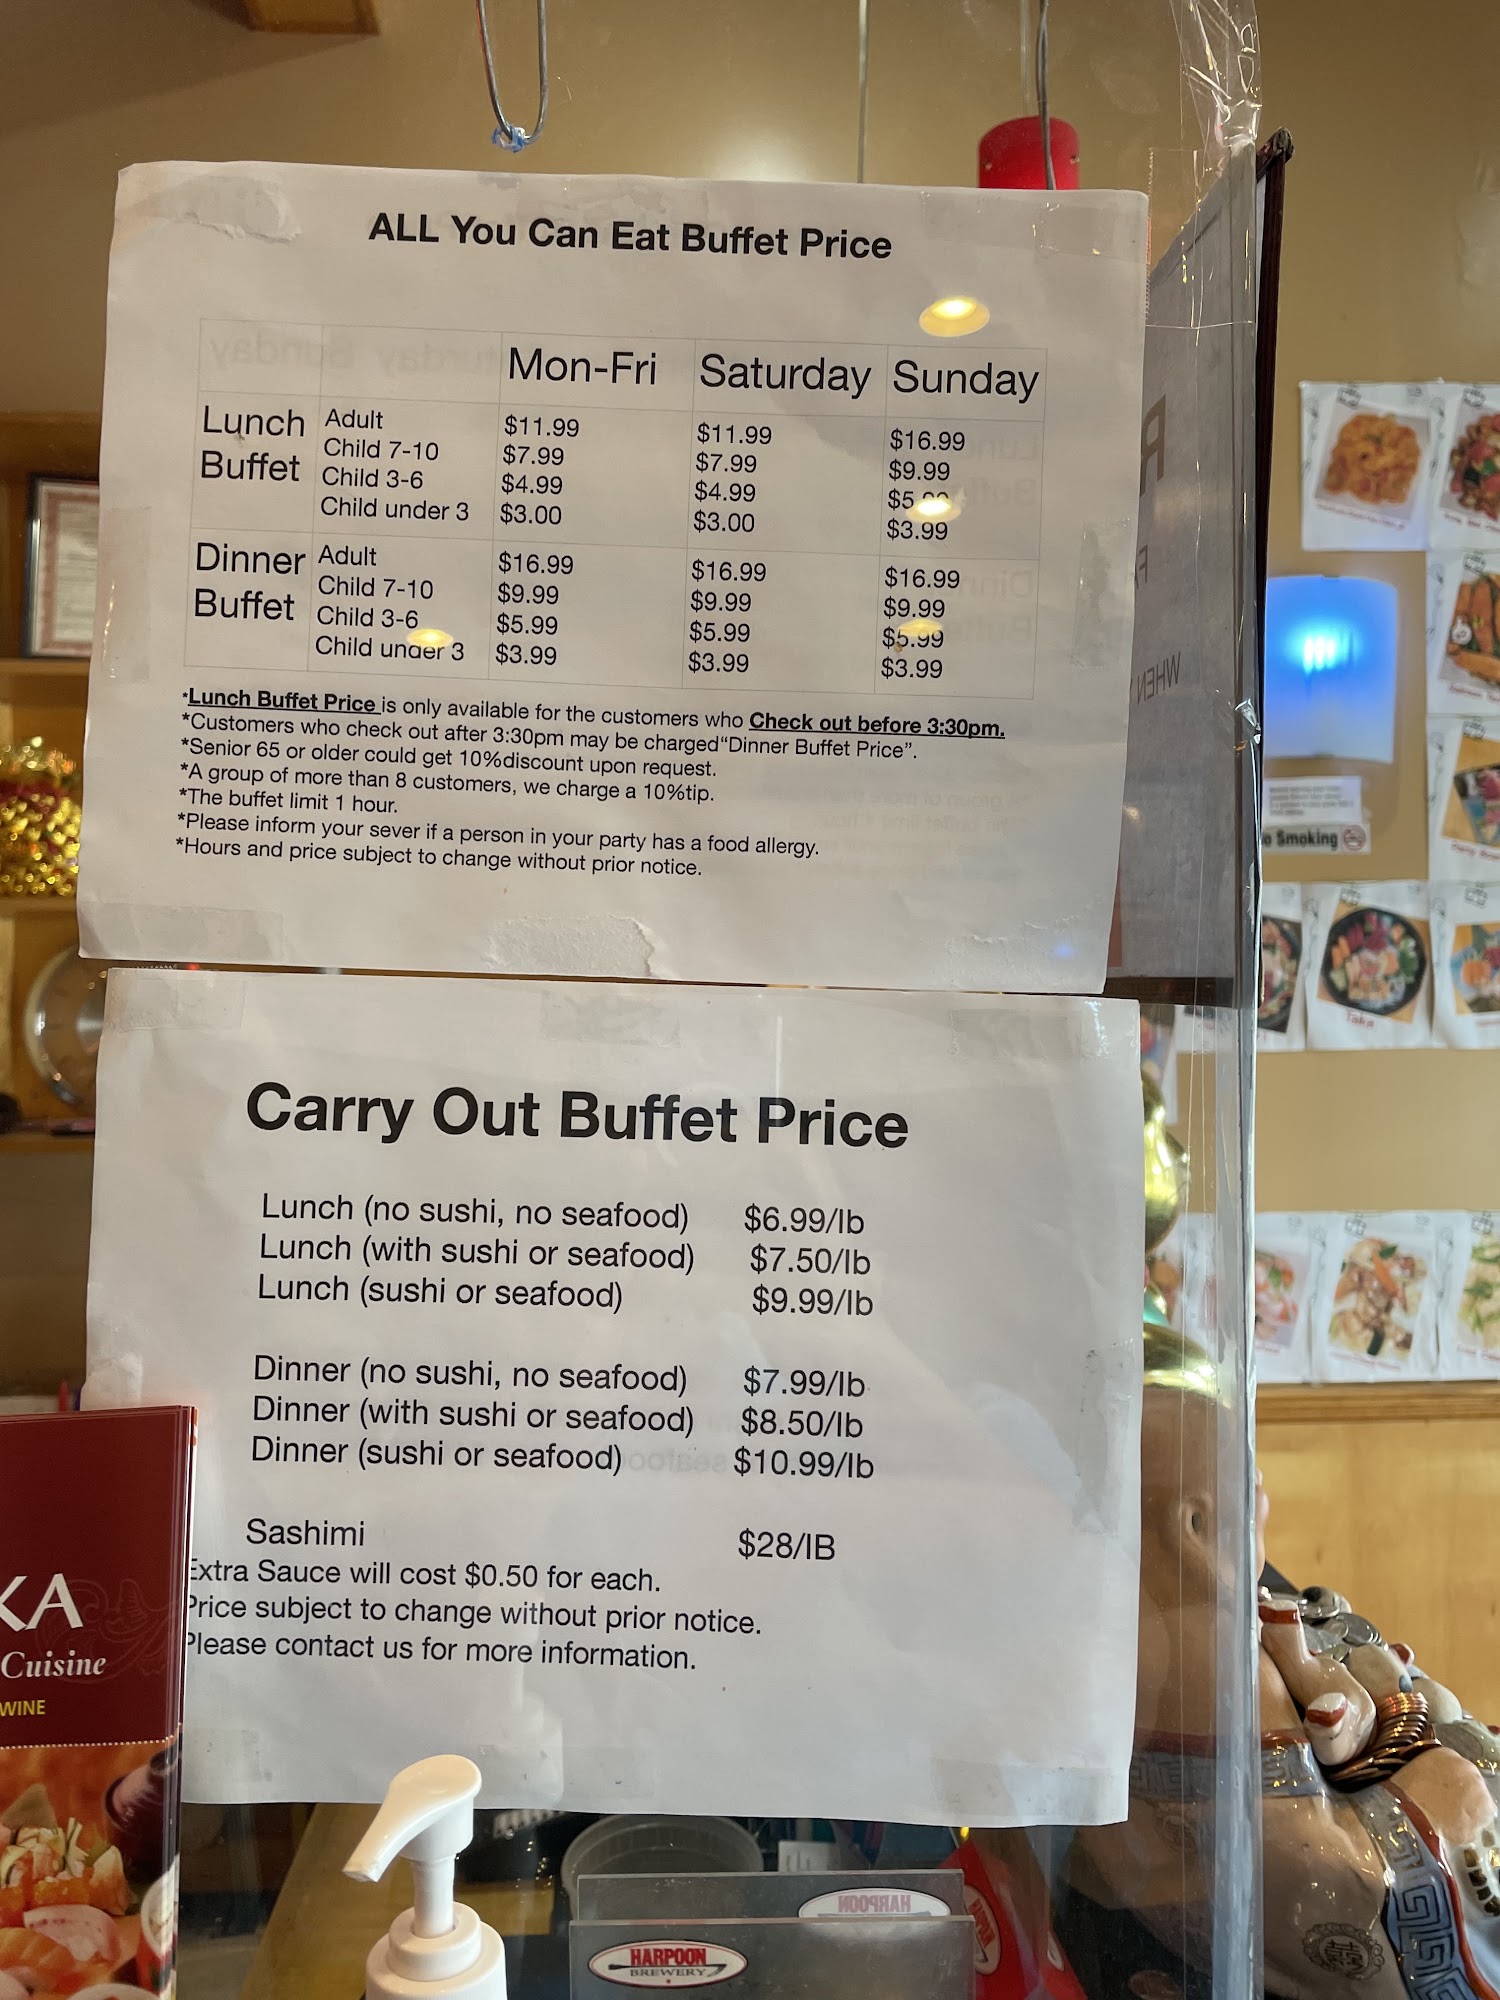 ALL You Can Eat Buffet Price
Mon-Fri Saturday Sunday
Lunch Buffet
Adult $11.99 $11.99 $16.99
Child 7-10 $7.99 $7.99 $9.99
Child 3-6 $4.99 $4.99
Child under 3 $3.00 $3.00 $3.99
Dinner Buffet
Adult $16.99 $16.99 $16.99
Child 7-10 $9.99 $9.99 $9.99
Child 3-6 $5.99 $5.99 $5.99
Child under 3 $3.99 $3.99 $3.99
*Lunch Buffet Price is only available for the customers who Check out before 3:30pm.
*Customers who check out after 3:30pm may be charged“Dinner Buffet Price”.
*Senior 65 or older could get 10%discount upon request.
*A group of more than 8 customers, we charge a 10%tip.
*The buffet limit 1 hour.
*Please inform your sever if a person in your party has a food allergy.
*Hours and price subject to change without prior notice.
Carry Out Buffet Price
Lunch (no sushi, no seafood) $6.99/lb
Lunch (with sushi or seafood) $7.50/lb
Lunch (sushi or seafood) $9.99/lb
Dinner (no sushi, no seafood) $7.99/lb
Dinner (with sushi or seafood) $8.50/lb
Dinner (sushi or seafood) $10.99/lb
Sashimi $28/lB
Extra Sauce will cost $0.50 for each.
Price subject to change without prior notice.
Please contact us for more information.
KA
Cuisine
WINE
Smoking
Taka
HARPOON
BREWERY